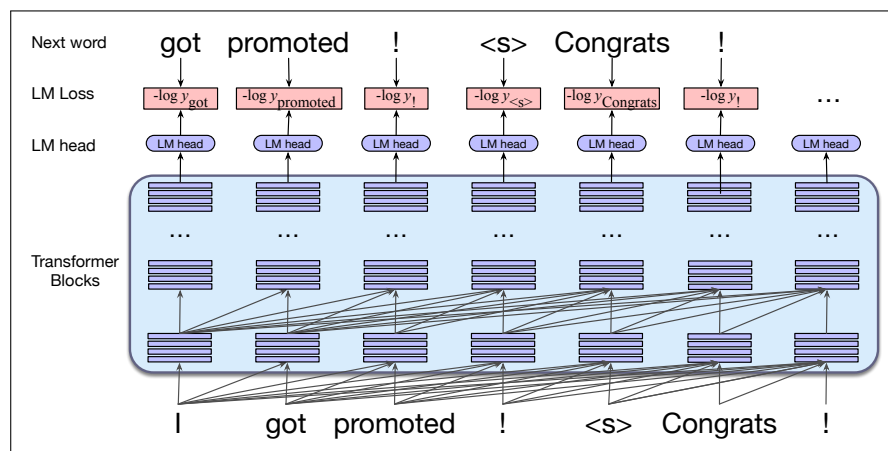 Next word got promoted ! <s> Congrats !
LM Loss -log y_got -log y_promoted -log y_! -log y_<s> -log y_Congrats -log y_! ...
LM head LM head LM head LM head LM head LM head LM head LM head
... ... ... ... ... ... ...
Transformer
Blocks
I got promoted ! <s> Congrats !